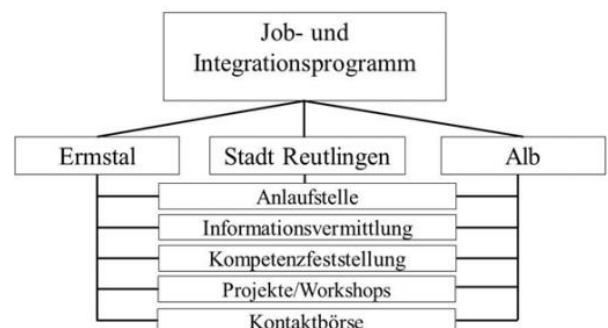 Job- und
Integrationsprogramm
Ermstal
Stadt Reutlingen
Alb
Anlaufstelle
Informationsvermittlung
Kompetenzfeststellung
Projekte/Workshops
Kontaktbörse